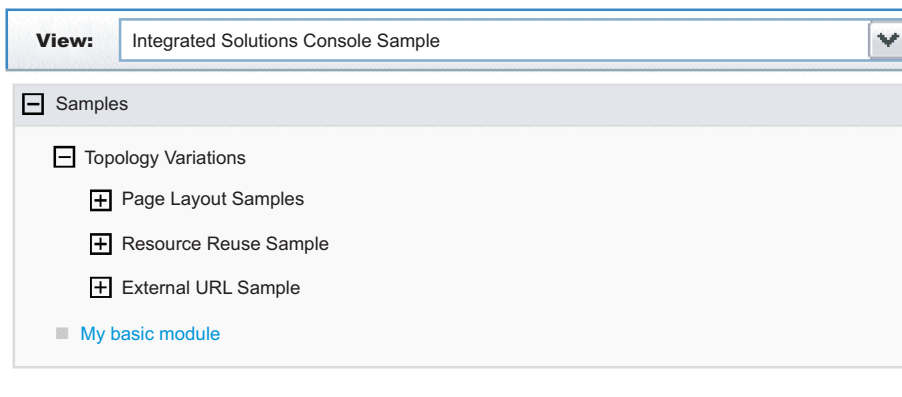 View: Integrated Solutions Console Sample
Samples
Topology Variations
Page Layout Samples
Resource Reuse Sample
External URL Sample
My basic module